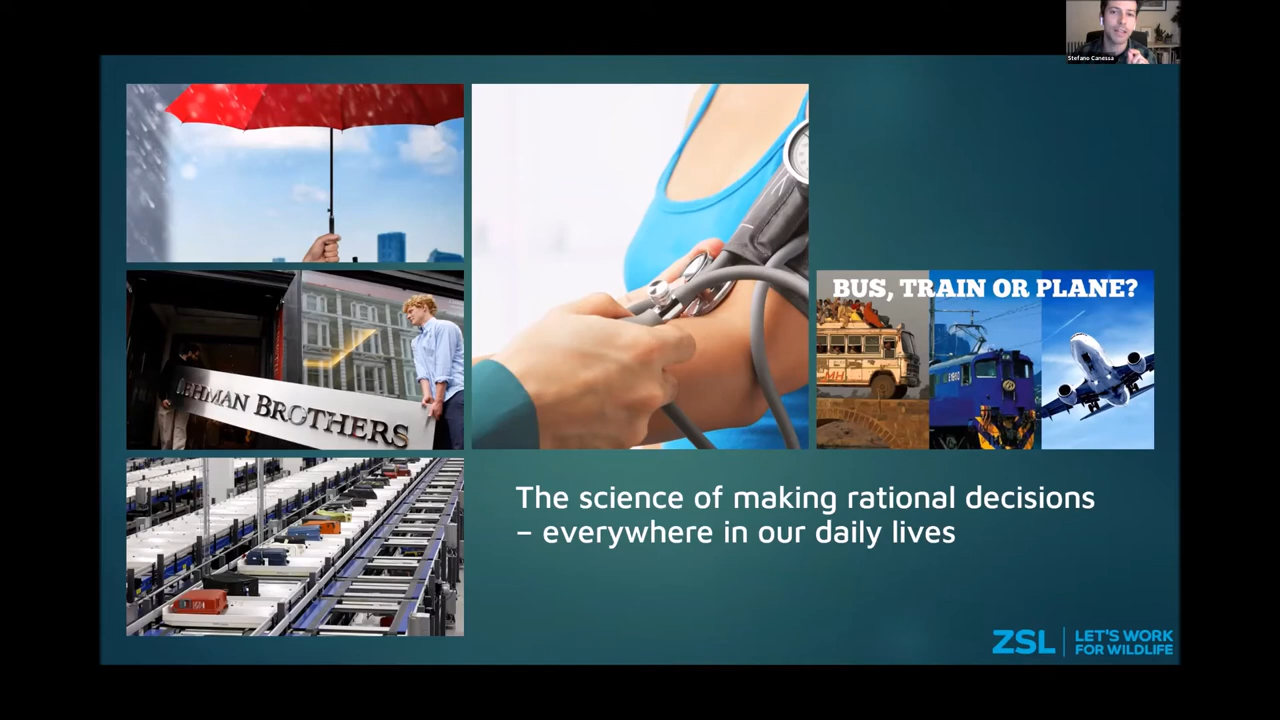 Stefano Canessa
LEHMAN BROTHERS
BUS, TRAIN OR PLANE?
MH
The science of making rational decisions
– everywhere in our daily lives
ZSL
LET'S WORK
FOR WILDLIFE